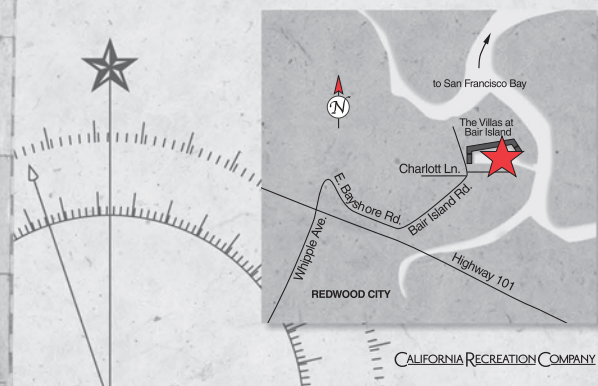 to San Francisco Bay
N
The Villas at
Bair Island
Charlott Ln.
E. Bayshore Rd.
Bair Island Rd.
Whipple Ave.
Highway 101
REDWOOD CITY
CALIFORNIA RECREATION COMPANY